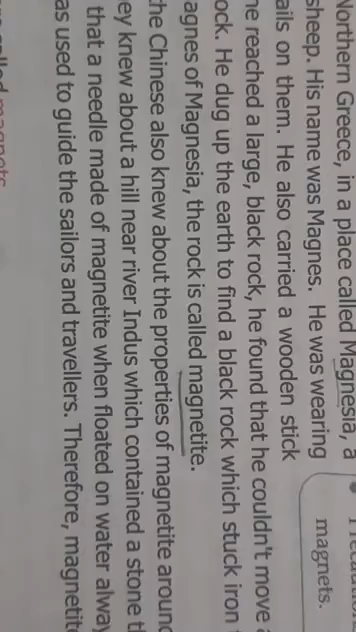 Northern Greece, in a place called Magnesia, a
sheep. His name was Magnes. He was wearing
ails on them. He also carried a wooden stick
he reached a large, black rock, he found that he couldn't move
ock. He dug up the earth to find a black rock which stuck iron
agnes of Magnesia, the rock is called magnetite.
the Chinese also knew about the properties of magnetite aroun
ey knew about a hill near river Indus which contained a stone
that a needle made of magnetite when floated on water alway
as used to guide the sailors and travellers. Therefore, magnetit
magnets.